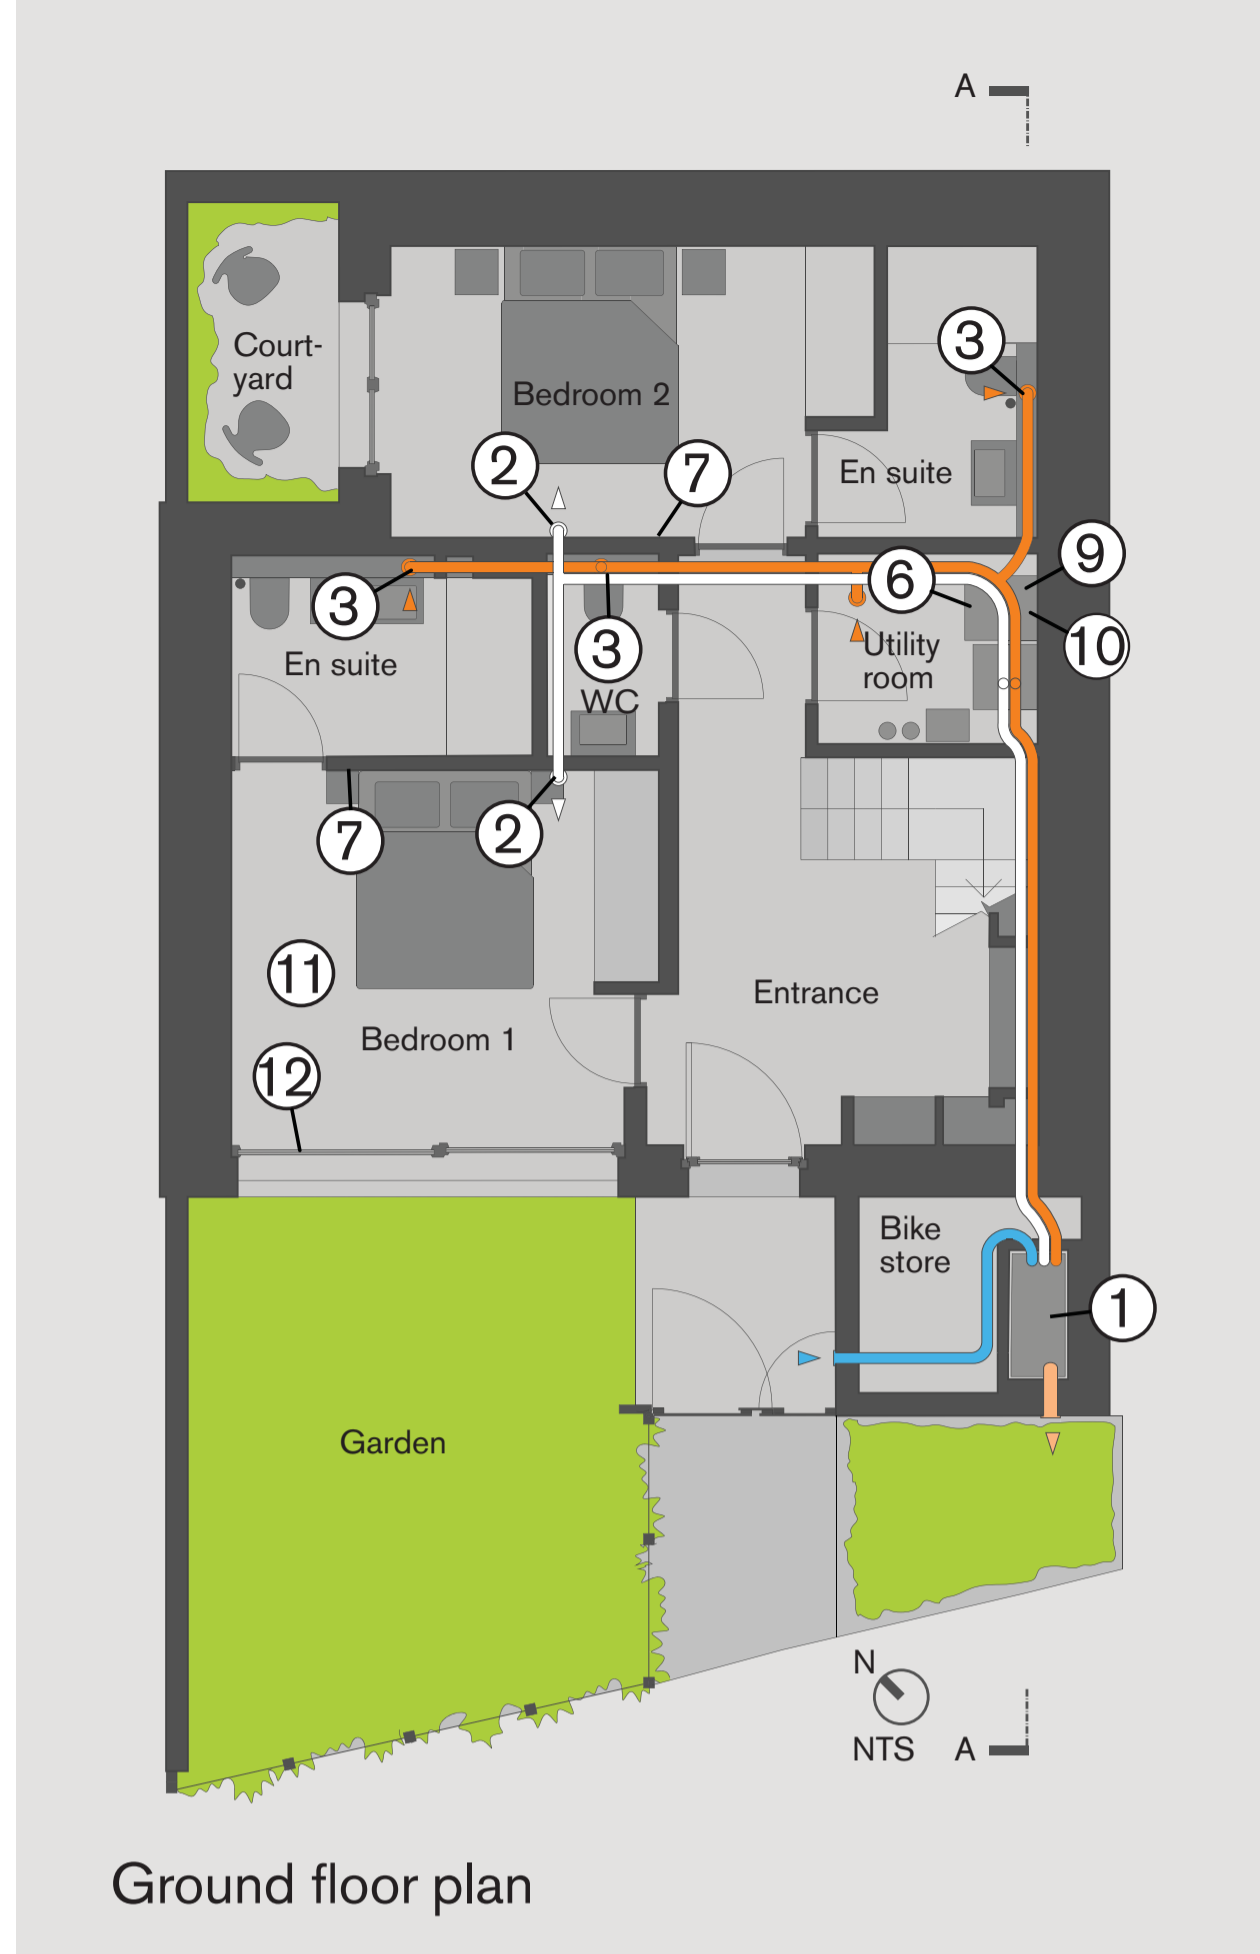 A
3
Court-
yard
Bedroom 2
2
7
En suite
9
6
3
10
3
Utility
room
En suite
WC
7
2
11
Entrance
Bedroom 1
12
Bike
store
1
Garden
N
NTS
A
Ground floor plan